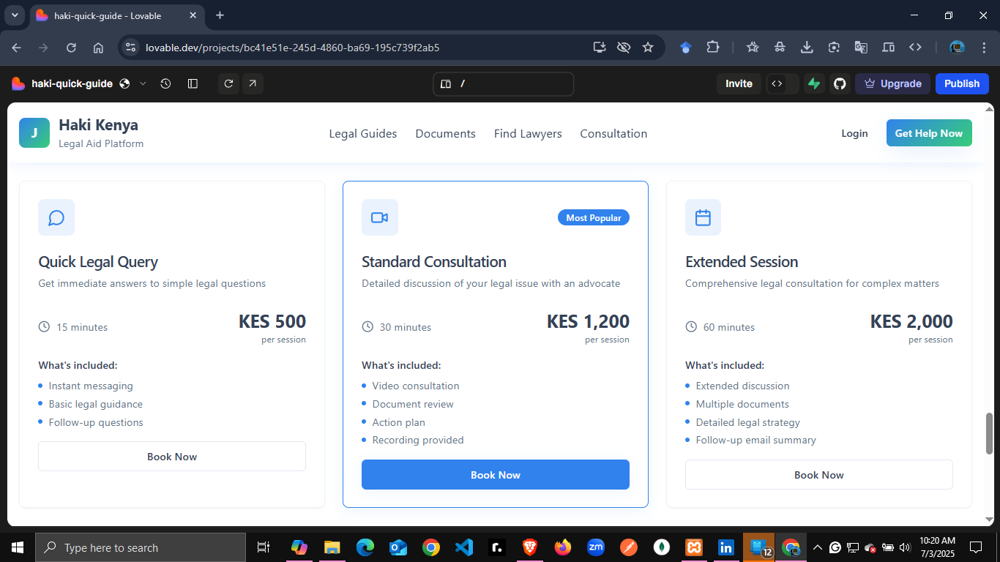 haki-quick-guide - Lovable
lovable.dev/projects/bc41e51e-245d-4860-ba69-195c739f2ab5
haki-quick-guide
/
Invite
Upgrade
Publish
J
Haki Kenya
Legal Aid Platform
Legal Guides
Documents
Find Lawyers
Consultation
Login
Get Help Now
Quick Legal Query
Get immediate answers to simple legal questions
15 minutes
KES 500
per session
What's included:
Instant messaging
Basic legal guidance
Follow-up questions
Book Now
Most Popular
Standard Consultation
Detailed discussion of your legal issue with an advocate
30 minutes
KES 1,200
per session
What's included:
Video consultation
Document review
Action plan
Recording provided
Book Now
Extended Session
Comprehensive legal consultation for complex matters
60 minutes
KES 2,000
per session
What's included:
Extended discussion
Multiple documents
Detailed legal strategy
Follow-up email summary
Book Now
Type here to search
zm
in
12
10:20 AM
7/3/2025